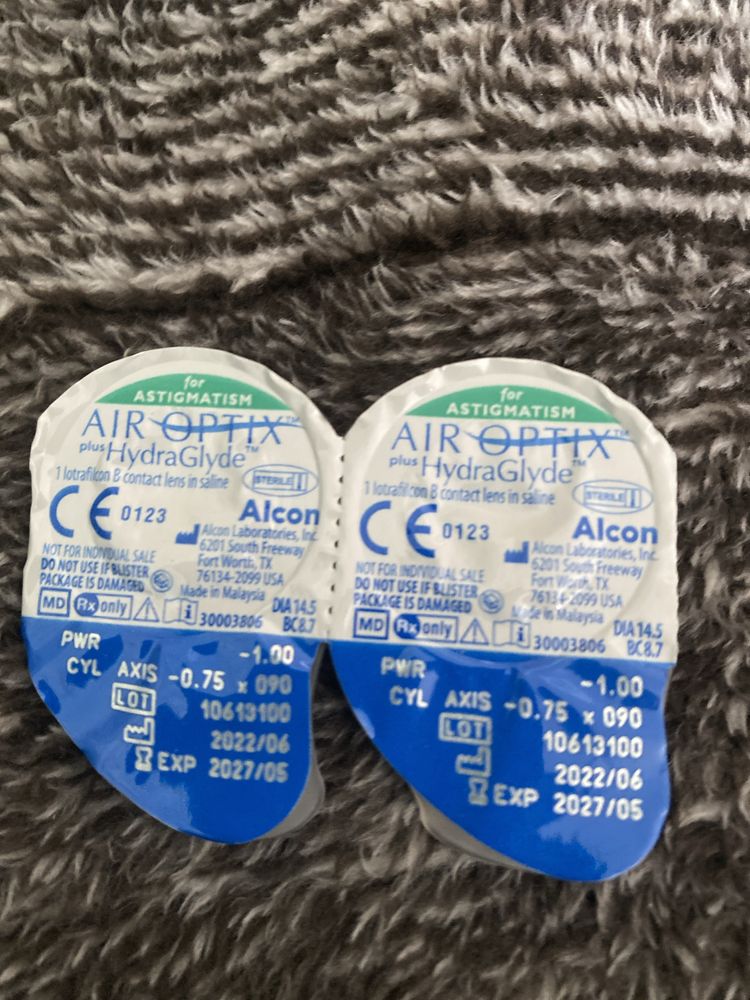 for
ASTIGMATISM
AIR OPTIX™
plus HydraGlyde™
1 lotrafilcon B contact lens in saline
STERILE
CE 0123
Alcon
Alcon Laboratories, Inc.
6201 South Freeway
Fort Worth, TX
76134-2099 USA
Made in Malaysia
NOT FOR INDIVIDUAL SALE
DO NOT USE IF BLISTER
PACKAGE IS DAMAGED
MD Rx only 30003806
DIA 14.5
BC 8.7
PWR -1.00
CYL AXIS -0.75 x 090
LOT 10613100
2022/06
EXP 2027/05
for
ASTIGMATISM
AIR OPTIX™
plus HydraGlyde™
1 lotrafilcon B contact lens in saline
STERILE
CE 0123
Alcon
Alcon Laboratories, Inc.
6201 South Freeway
Fort Worth, TX
76134-2099 USA
Made in Malaysia
NOT FOR INDIVIDUAL SALE
DO NOT USE IF BLISTER
PACKAGE IS DAMAGED
MD Rx only 30003806
DIA 14.5
BC 8.7
PWR -1.00
CYL AXIS -0.75 x 090
LOT 10613100
2022/06
EXP 2027/05